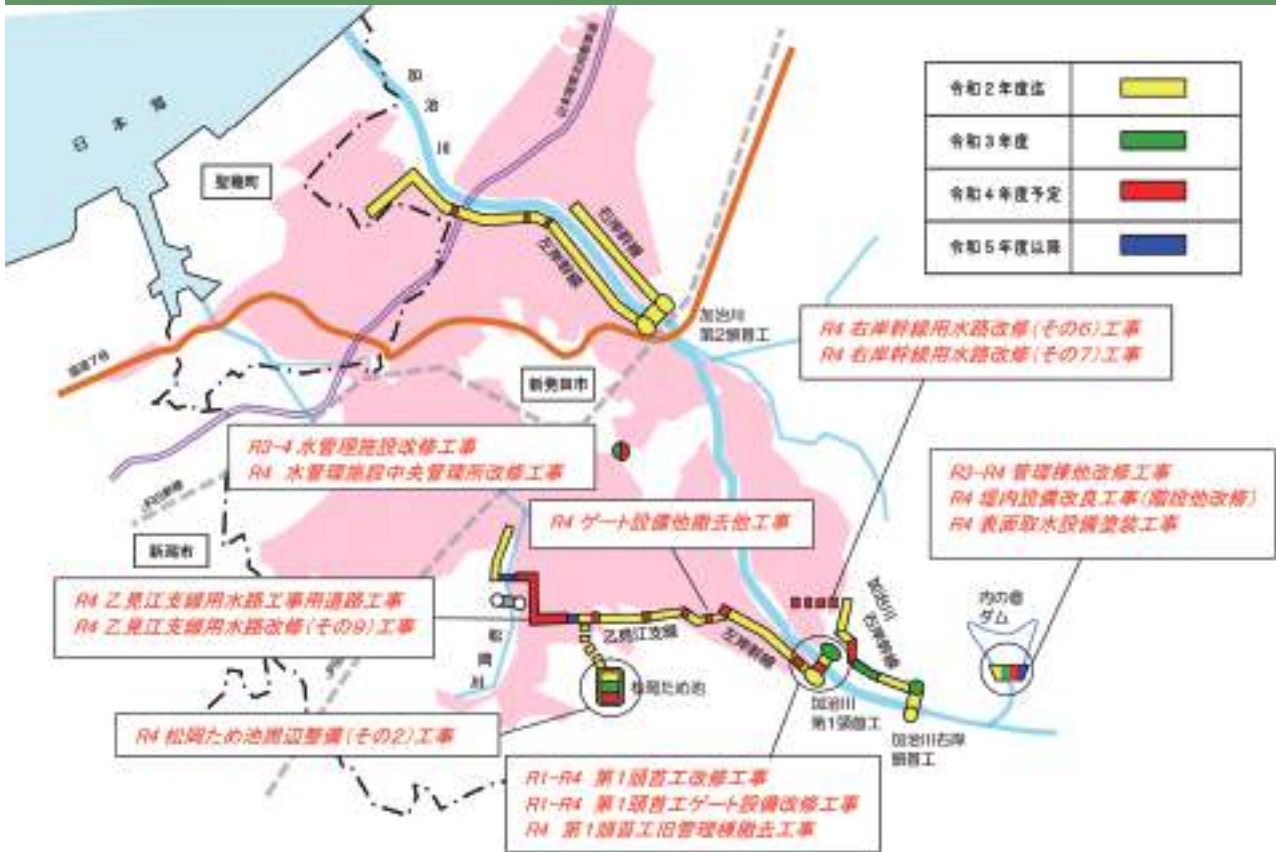 令和2年度迄
令和3年度
令和4年度予定
令和5年度以降
日本海
加治川
聖籠町
右岸幹線
左岸幹線
加治川
第2頭首工
国道7号
新発田市
R4 右岸幹線用水路改修(その6)工事
R4 右岸幹線用水路改修(その7)工事
R3-4 水管理施設改修工事
R4 水管理施設中央管理所改修工事
R3-R4 管理棟他改修工事
R4 堤内設備改良工事(階段他改修)
R4 表面取水設備塗装工事
R4 ゲート設備他撤去他工事
新潟市
R4 乙見江支線用水路工事用道路工事
R4 乙見江支線用水路改修(その9)工事
乙見江支線
左岸幹線
加治川
右岸幹線
内の倉
ダム
松岡ため池
加治川
第1頭首工
加治川右岸
頭首工
R4 松岡ため池周辺整備(その2)工事
R1-R4 第1頭首工改修工事
R1-R4 第1頭首工ゲート設備改修工事
R4 第1頭首工旧管理棟撤去工事